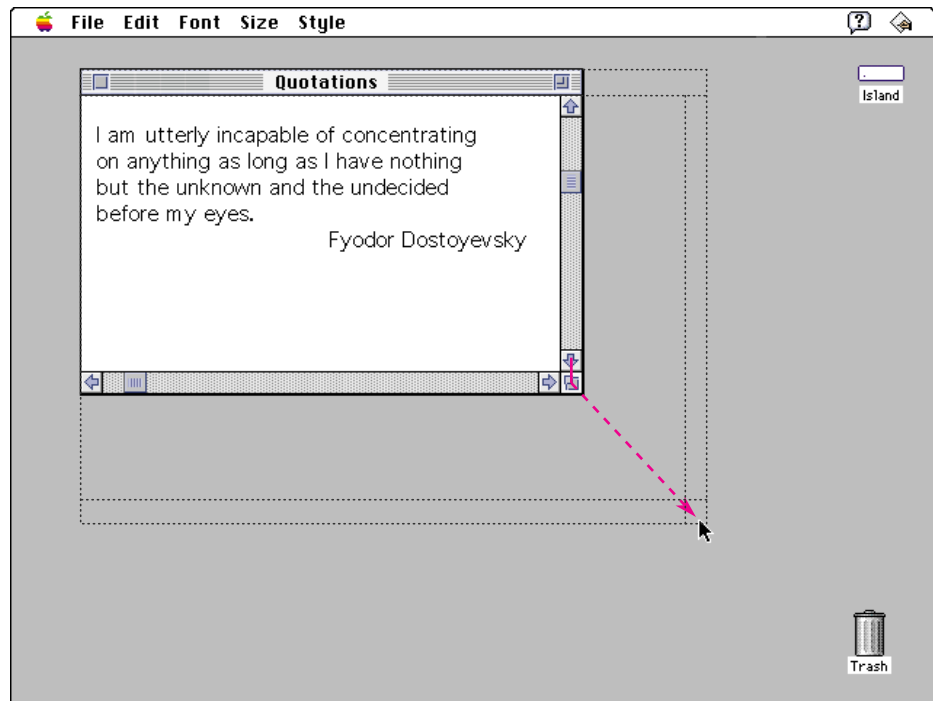 File Edit Font Size Style
Quotations
Island
I am utterly incapable of concentrating
on anything as long as I have nothing
but the unknown and the undecided
before my eyes.
Fyodor Dostoyevsky
Trash